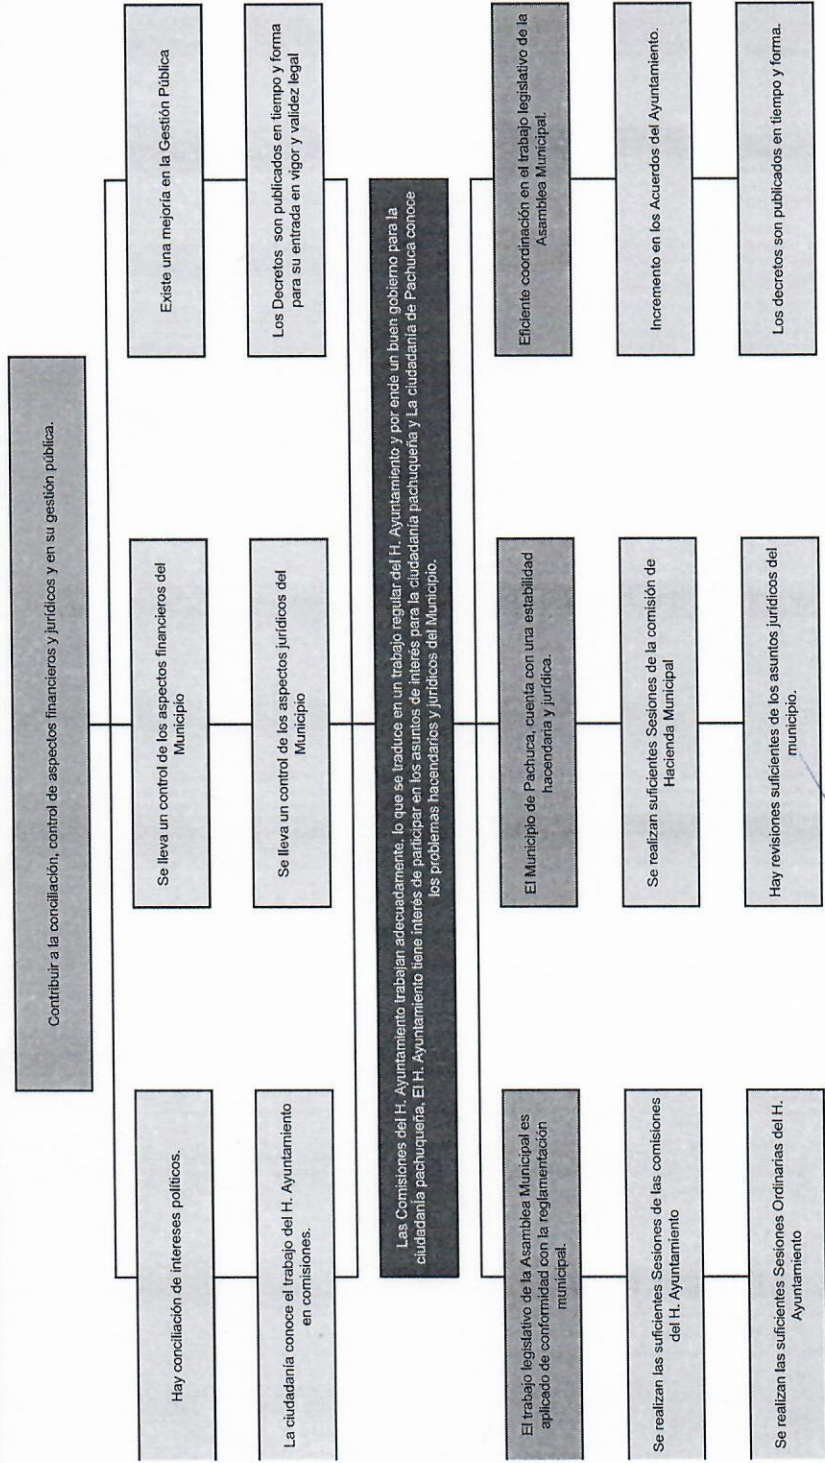 Contribuir a la conciliación, control de aspectos financieros y jurídicos y en su gestión pública.
Hay conciliación de intereses políticos.
Se lleva un control de los aspectos financieros del
Municipio
Existe una mejoría en la Gestión Pública
La ciudadanía conoce el trabajo del H. Ayuntamiento
en comisiones.
Se lleva un control de los aspectos jurídicos del
Municipio
Los Decretos son publicados en tiempo y forma
para su entrada en vigor y validez legal
Las Comisiones del H. Ayuntamiento trabajan adecuadamente, lo que se traduce en un trabajo regular del H. Ayuntamiento y por ende un buen gobierno para la
ciudadanía pachuqueña, El H. Ayuntamiento tiene interés de participar en los asuntos de interés para la ciudadanía pachuqueña y La ciudadanía de Pachuca conoce
los problemas hacendarios y jurídicos del Municipio.
El trabajo legislativo de la Asamblea Municipal es
aplicado de conformidad con la reglamentación
municipal.
El Municipio de Pachuca, cuenta con una estabilidad
hacendaria y jurídica.
Eficiente coordinación en el trabajo legislativo de la
Asamblea Municipal.
Se realizan las suficientes Sesiones de las comisiones
del H. Ayuntamiento
Se realizan suficientes Sesiones de la comisión de
Hacienda Municipal
Incremento en los Acuerdos del Ayuntamiento.
Se realizan las suficientes Sesiones Ordinarias del H.
Ayuntamiento
Hay revisiones suficientes de los asuntos jurídicos del
municipio.
Los decretos son publicados en tiempo y forma.